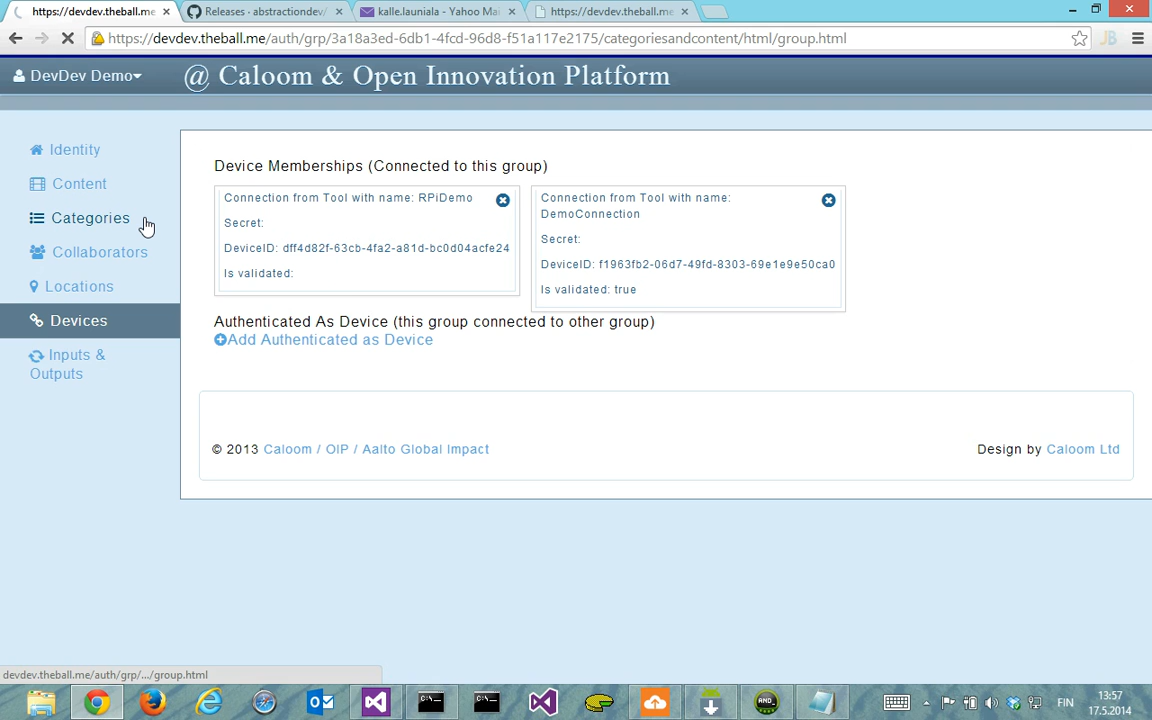 https://devdev.theball.me
Releases · abstractiondev/
kalle.launiala - Yahoo Mai
https://devdev.theball.me
https://devdev.theball.me/auth/grp/3a18a3ed-6db1-4fcd-96d8-f51a117e2175/categoriesandcontent/html/group.html
DevDev Demo
@ Caloom & Open Innovation Platform
Identity
Content
Categories
Collaborators
Locations
Devices
Inputs &
Outputs
Device Memberships (Connected to this group)
Connection from Tool with name: RPiDemo
Secret:
DeviceID: dff4d82f-63cb-4fa2-a81d-bc0d04acfe24
Is validated:
Connection from Tool with name:
DemoConnection
Secret:
DeviceID: f1963fb2-06d7-49fd-8303-69e1e9e50ca0
Is validated: true
Authenticated As Device (this group connected to other group)
Add Authenticated as Device
© 2013 Caloom / OIP / Aalto Global Impact
Design by Caloom Ltd
devdev.theball.me/auth/grp/.../group.html
FIN
13:57
17.5.2014